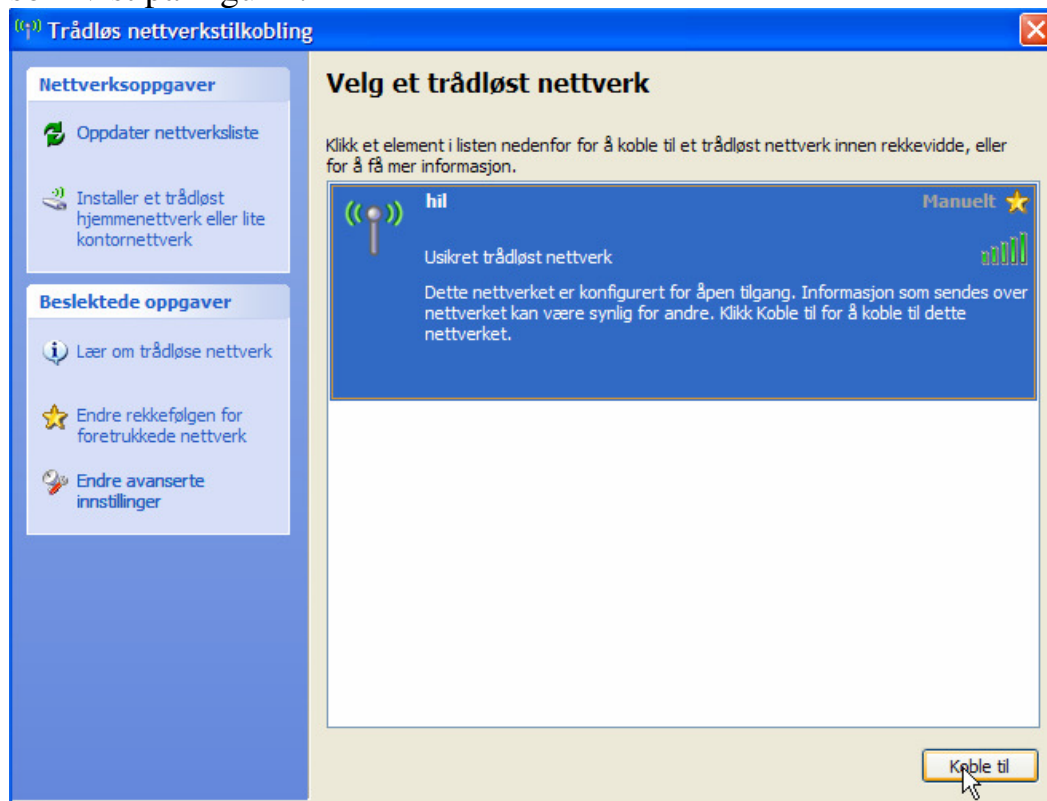 Trådløs nettverkstilkobling
Nettverksoppgaver
Oppdater nettverksliste
Installer et trådløst
hjemmenettverk eller lite
kontornettverk
Beslektede oppgaver
Lær om trådløse nettverk
Endre rekkefølgen for
foretrukkede nettverk
Endre avanserte
innstillinger
Velg et trådløst nettverk
Klikk et element i listen nedenfor for å koble til et trådløst nettverk innen rekkevidde, eller
for å få mer informasjon.
hil
Manuelt
Usikret trådløst nettverk
Dette nettverket er konfigurert for åpen tilgang. Informasjon som sendes over
nettverket kan være synlig for andre. Klikk Koble til for å koble til dette
nettverket.
Koble til